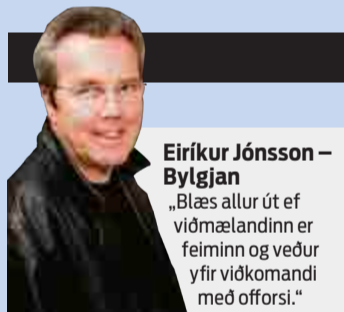 Eiríkur Jónsson –
Bylgjan
„Blæs allur út ef
viðmælandinn er
feiminn og veður
yfir viðkomandi
með offorsi.“